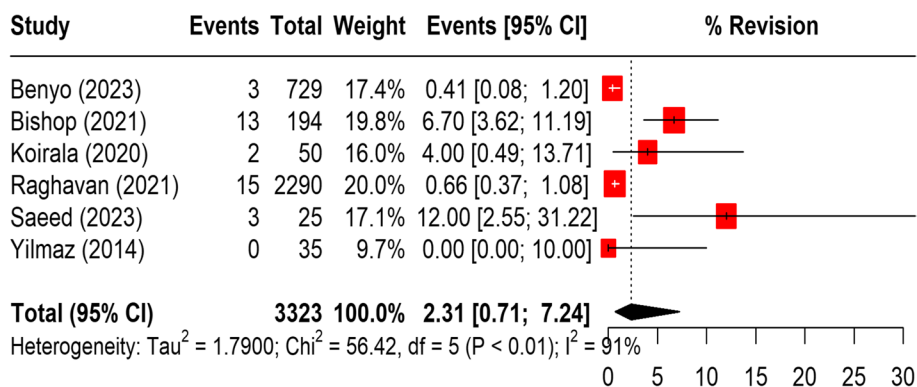 Study Events Total Weight Events [95% CI] % Revision
Benyo (2023) 3 729 17.4% 0.41 [0.08; 1.20]
Bishop (2021) 13 194 19.8% 6.70 [3.62; 11.19]
Koirala (2020) 2 50 16.0% 4.00 [0.49; 13.71]
Raghavan (2021) 15 2290 20.0% 0.66 [0.37; 1.08]
Saeed (2023) 3 25 17.1% 12.00 [2.55; 31.22]
Yilmaz (2014) 0 35 9.7% 0.00 [0.00; 10.00]
Total (95% CI) 3323 100.0% 2.31 [0.71; 7.24]
Heterogeneity: Tau² = 1.7900; Chi² = 56.42, df = 5 (P < 0.01); I² = 91%
0 5 10 15 20 25 30